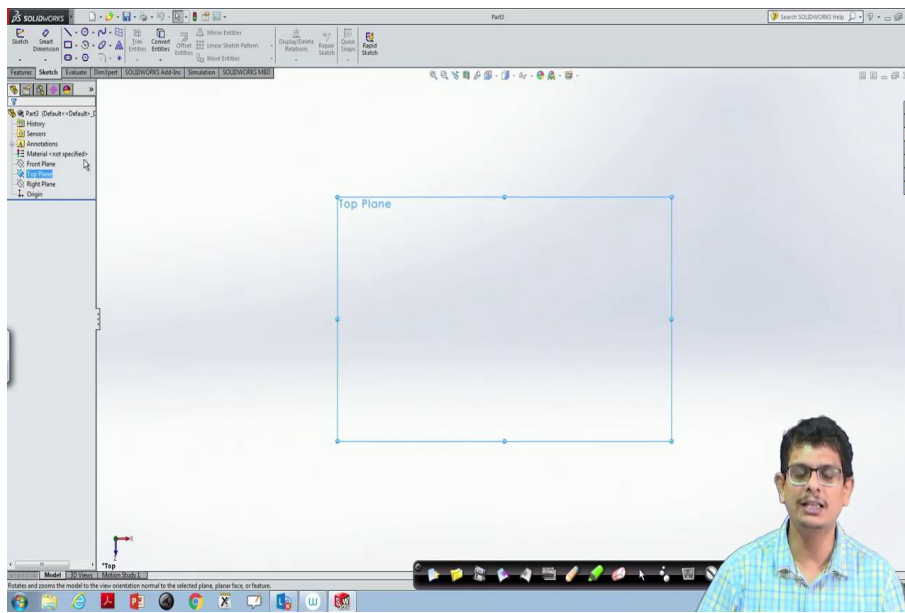 SOLIDWORKS
Part3
Search SOLIDWORKS Help
Sketch
Smart Dimension
Trim Entities
Convert Entities
Offset Entities
Mirror Entities
Linear Sketch Pattern
Move Entities
Display/Delete Relations
Repair Sketch
Quick Snaps
Rapid Sketch
Features Sketch Evaluate DimXpert SOLIDWORKS Add-Ins Simulation SOLIDWORKS MBD
Part3 (Default<<Default>_D
History
Sensors
Annotations
Material <not specified>
Front Plane
Top Plane
Right Plane
Origin
Top Plane
X
Z
*Top
Model 3D Views Motion Study 1
Rotates and zooms the model to the view orientation normal to the selected plane, planar face, or feature.